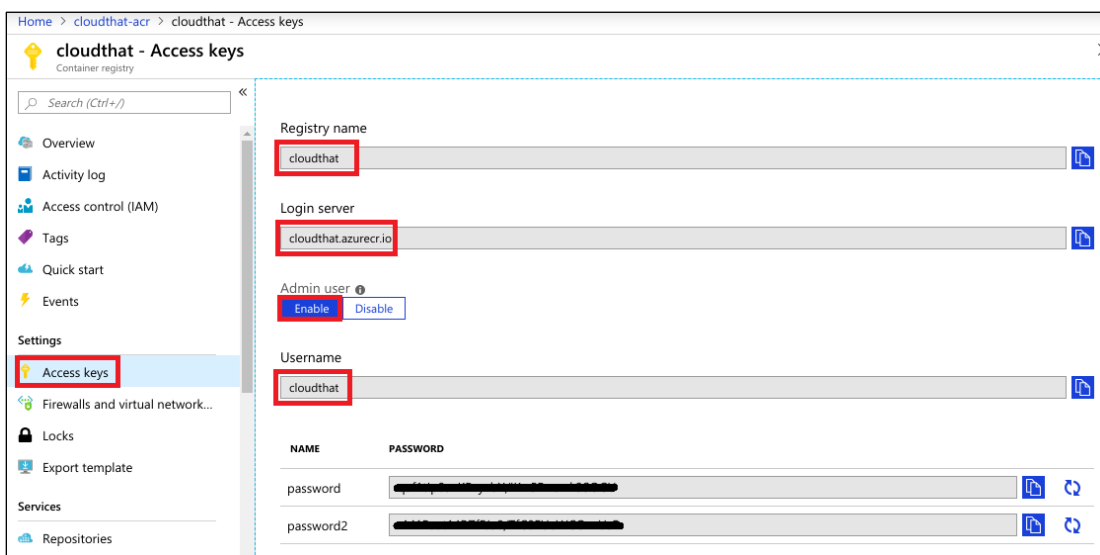 Home > cloudthat-acr > cloudthat - Access keys
cloudthat - Access keys
Container registry
Search (Ctrl+/)
«
Overview
Activity log
Access control (IAM)
Tags
Quick start
Events
Settings
Access keys
Firewalls and virtual network...
Locks
Export template
Services
Repositories
Registry name
cloudthat
Login server
cloudthat.azurecr.io
Admin user
Enable Disable
Username
cloudthat
NAME PASSWORD
password
password2